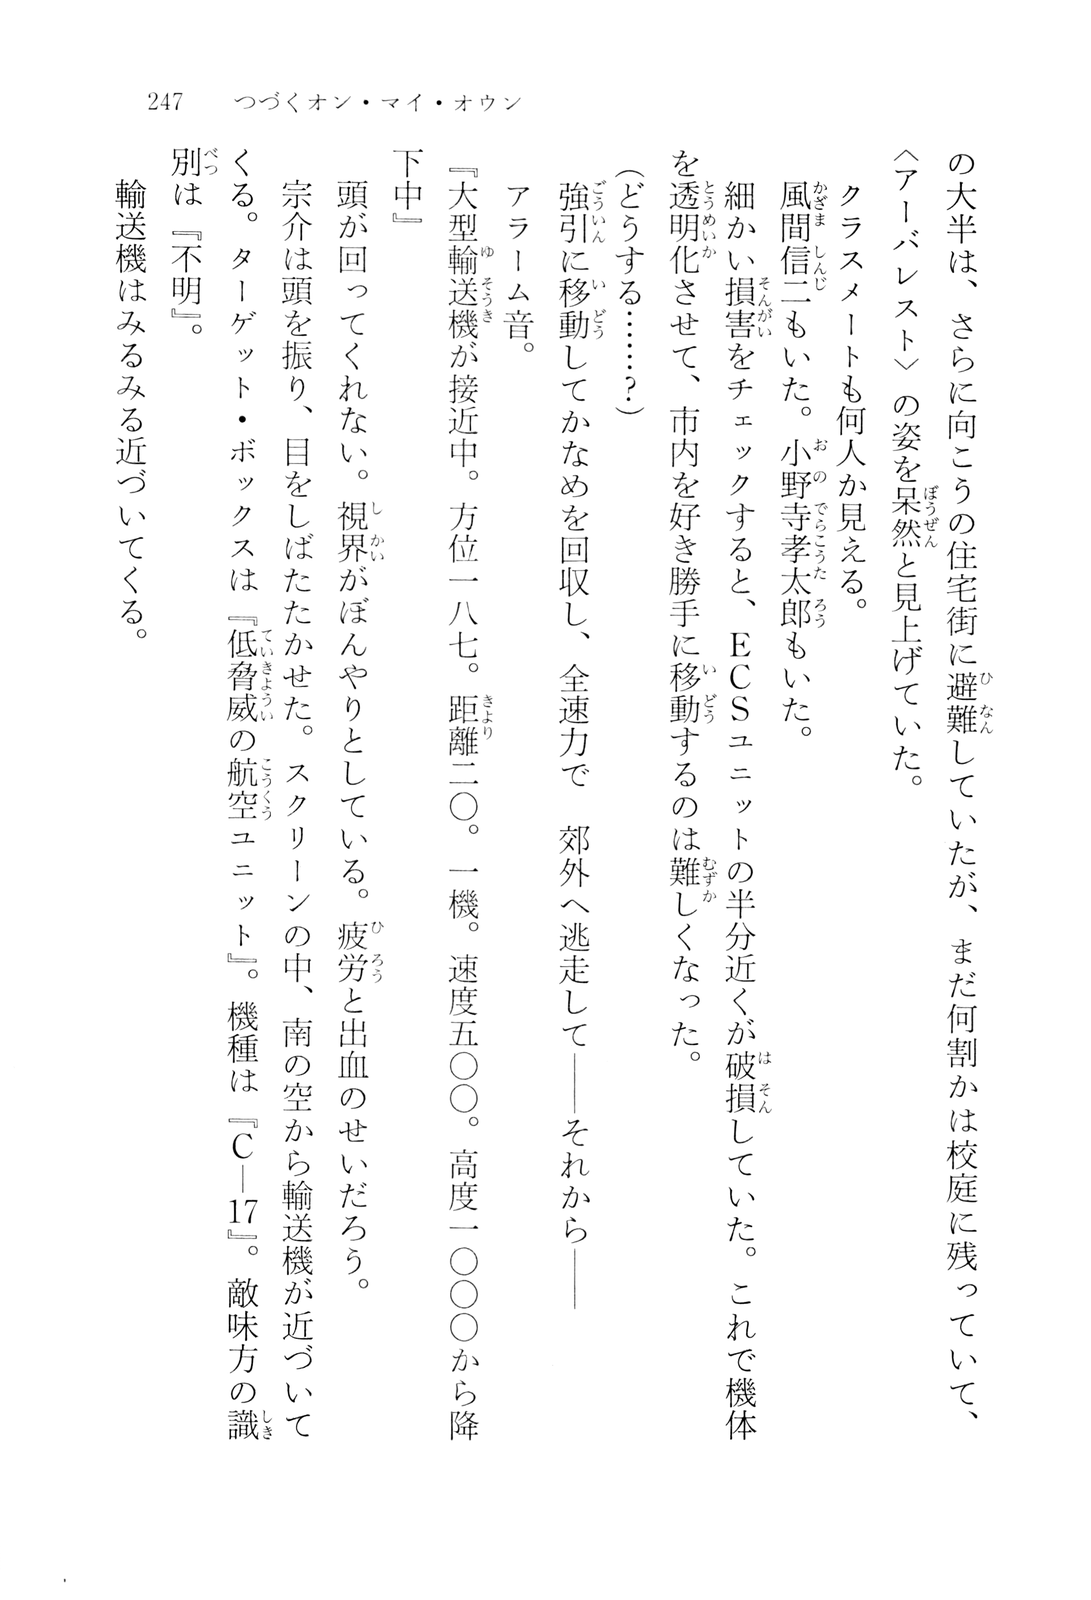 247　つづくオン・マイ・オウン
の大半は、さらに向こうの住宅街に避難していたが、まだ何割かは校庭に残っていて、
〈アーバレスト〉の姿を呆然と見上げていた。
クラスメートも何人か見える。
風間信二もいた。小野寺孝太郎もいた。
細かい損害をチェックすると、ECSユニットの半分近くが破損していた。これで機体
を透明化させて、市内を好き勝手に移動するのは難しくなった。
（どうする……？）
強引に移動してかなめを回収し、全速力で　郊外へ逃走して――それから――
アラーム音。
『大型輸送機が接近中。方位一八七。距離二〇。一機。速度五〇〇。高度一〇〇〇から降
下中』
頭が回ってくれない。視界がぼんやりとしている。疲労と出血のせいだろう。
宗介は頭を振り、目をしばたたかせた。スクリーンの中、南の空から輸送機が近づいて
くる。ターゲット・ボックスは『低脅威の航空ユニット』。機種は『C―17』。敵味方の識
別は『不明』。
輸送機はみるみる近づいてくる。